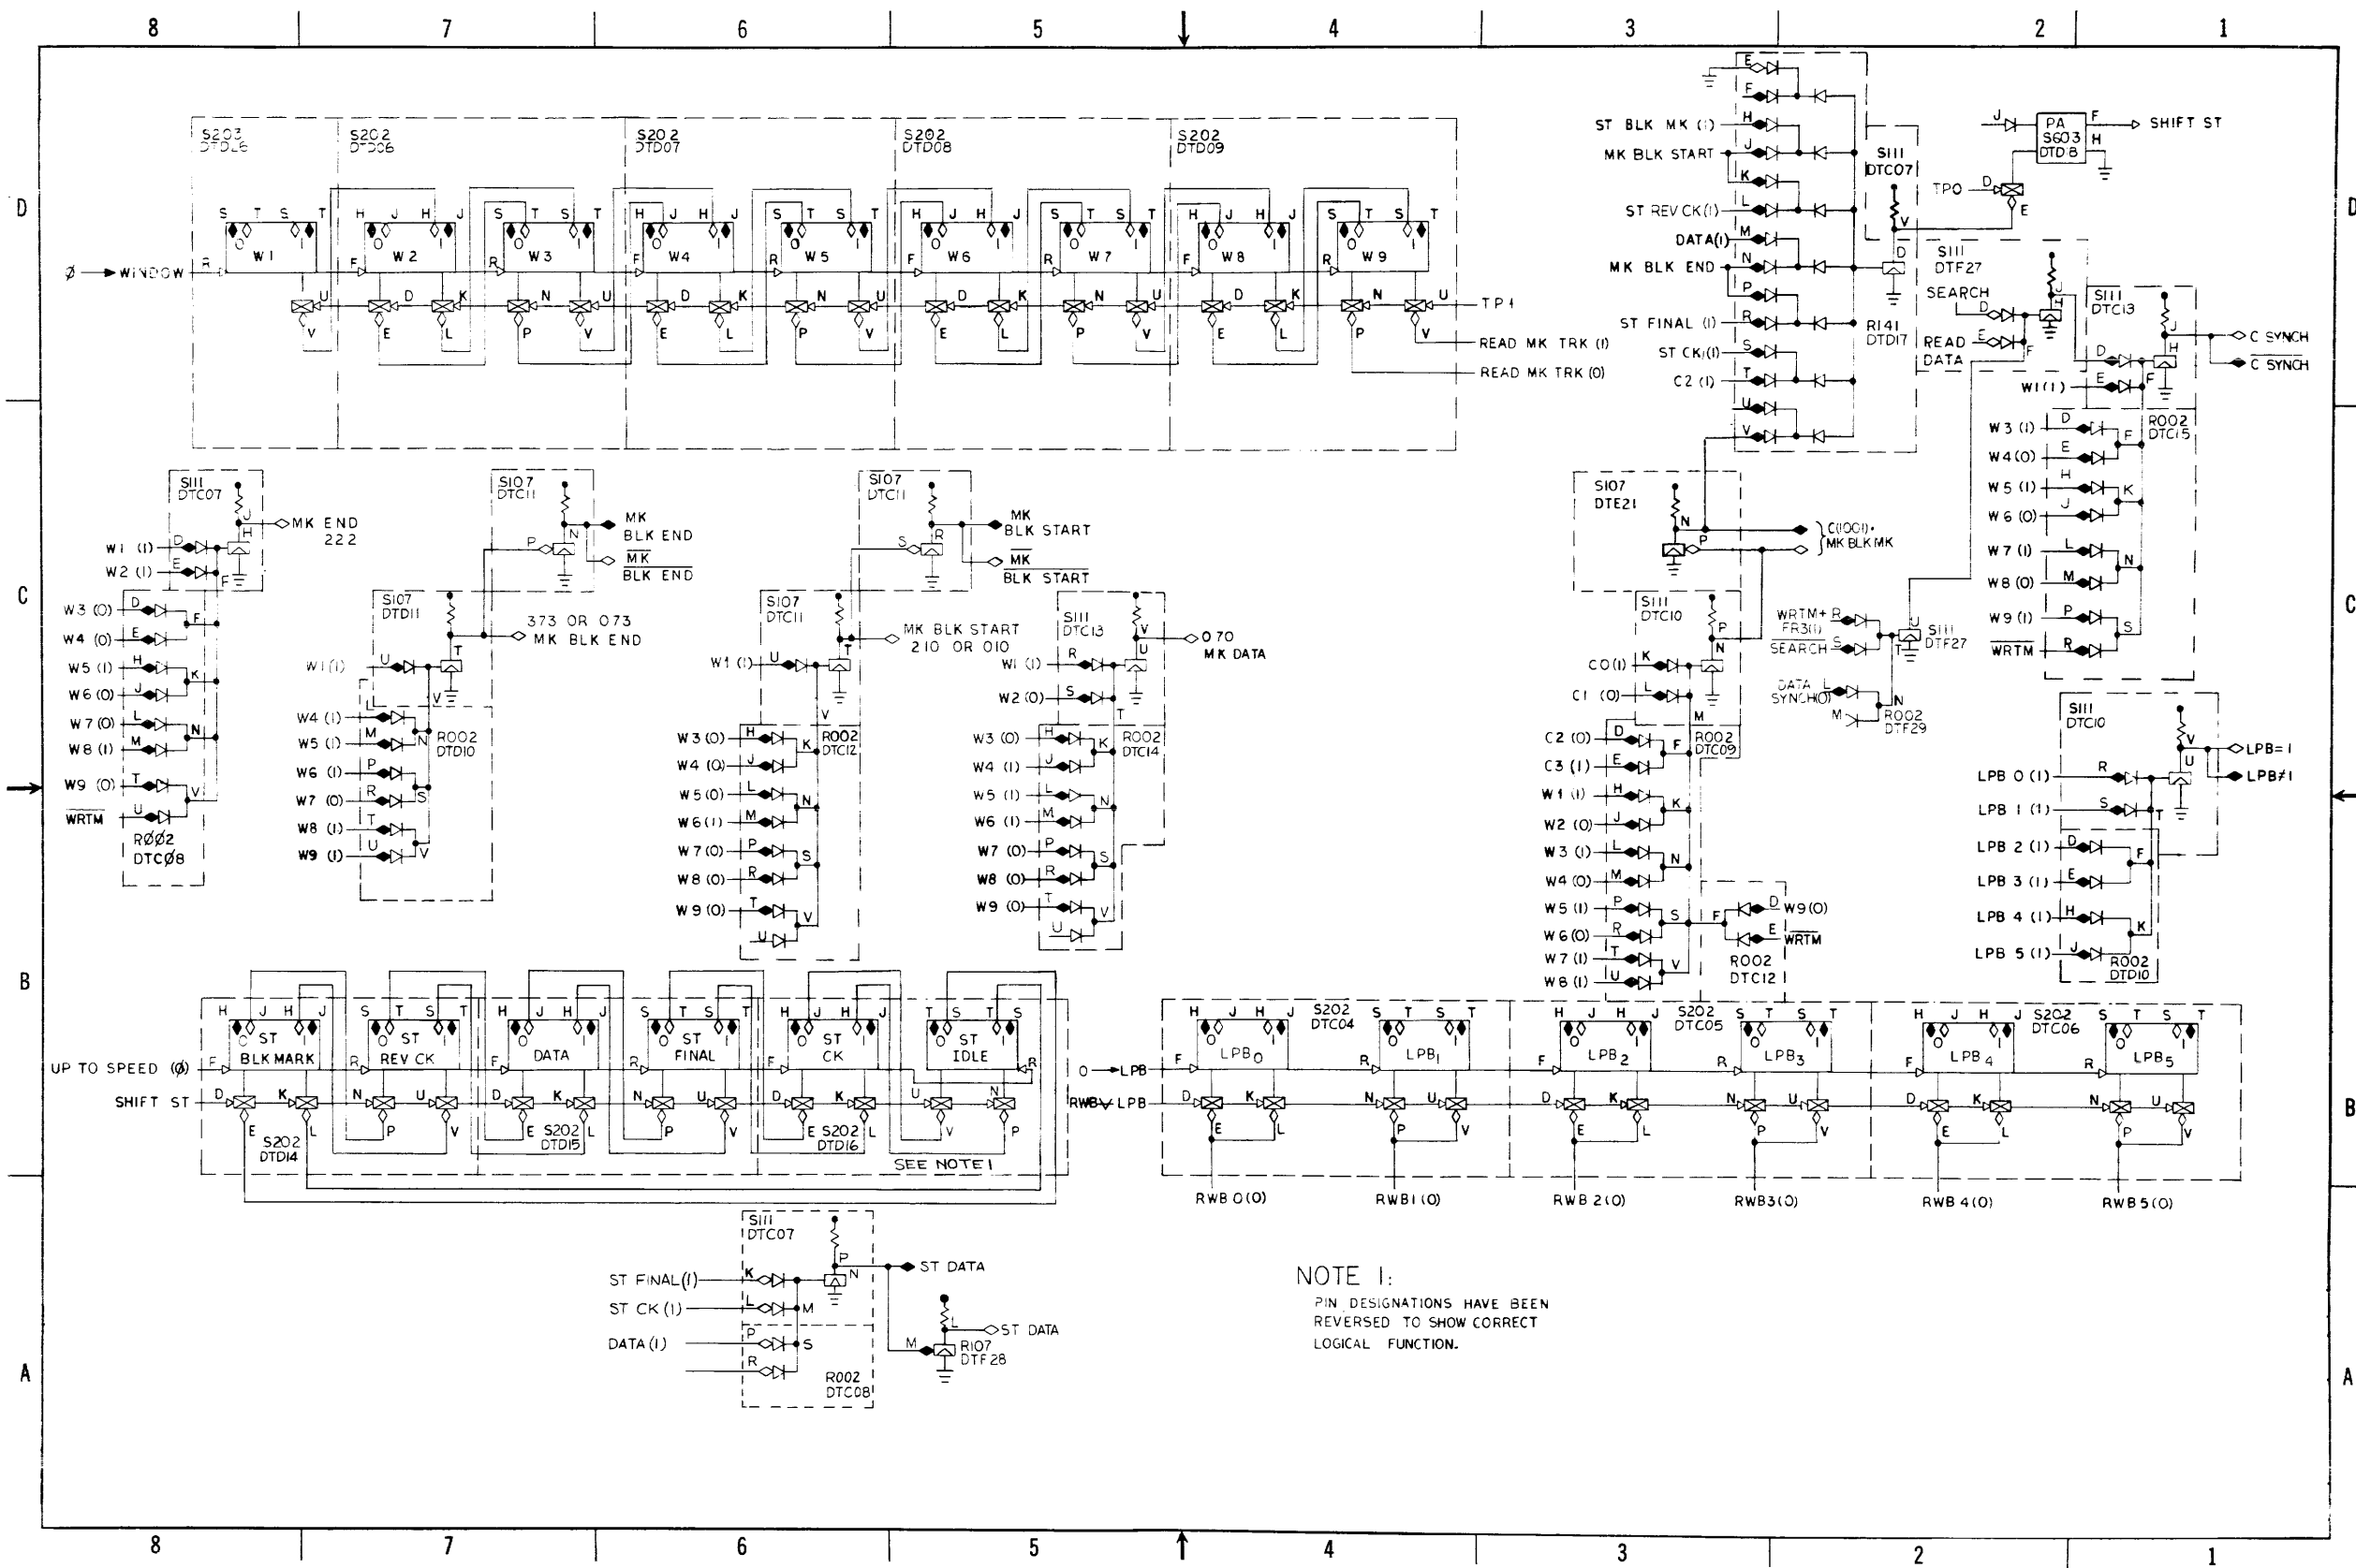 8 7 6 5 4 3 2 1
D
C
B
A
S203
S202
DTD06
S202
DTD07
S202
DTD08
S202
DTD09
S T S T
H J H J
S T S T
H J H J
S T S T
H J H J
S T S T
H J H J
S T S T
0 1
W1 W2 W3 W4 W5 W6 W7 W8 W9
Ø → WINDOW
R F R F R F R F R
U D K N U D K N U D K N U D K N U
TP1
V E L P V E L P V E L P V E L P V
READ MK TRK (1)
READ MK TRK (0)
E
F
ST BLK MK (1) H
MK BLK START J
K
ST REV CK(1) L
DATA(1) M
MK BLK END N
P
ST FINAL (1) R
ST CK(1) S
C2 (1) T
U
V
R141
DTD17
S111
DTC07
V
D
J
PA
S603
DTD18
F
H
SHIFT ST
TPO
D
E
S111
DTF27
SEARCH
D
READ
DATA
E
F
J
H
S111
DTC13
J
H
D
W1(1) E
F
C SYNCH
C SYNCH
R002
DTC15
W3 (1) D
W4(0) E
F
W5 (1) H
W6 (0) J
K
W7 (1) L
W8 (0) M
N
W9 (1) P
WRTM R
S
S111
DTC07
J
H
MK END
222
W1 (1) D
W2 (1) E
F
W3 (0) D
W4 (0) E
F
W5 (1) H
W6 (0) J
K
W7 (0) L
W8 (1) M
N
W9 (0) T
WRTM U
V
RØØ2
DTCØ8
S107
DTC11
N
P
MK
BLK END
MK
BLK END
S107
DTD11
373 OR 073
MK BLK END
T
W1(1) U
V
L
W4 (1)
W5 (1) M
N
R002
DTD10
W6 (1) P
W7 (0) R
S
W8 (1) T
W9 (1) U
V
S107
DTC11
R
S
MK
BLK START
MK
BLK START
S107
DTC11
MK BLK START
210 OR 010
T
W1 (1) U
V
R002
DTC12
W3 (0) H
W4 (0) J
K
W5 (0) L
W6 (1) M
N
W7 (0) P
W8 (0) R
S
W9 (0) T
U
V
S111
DTC13
V
U
070
MK DATA
W1 (1) R
W2 (0) S
T
R002
DTC14
W3 (0) H
W4 (1) J
K
W5 (1) L
W6 (1) M
N
W7 (0) P
W8 (0) R
S
W9 (0) T
U
V
S107
DTE21
N
P
C(1001)•
MK BLK MK
S111
DTC10
P
N
C0(1) K
C1 (0) L
M
R002
DTC09
C2 (0) D
C3 (1) E
F
W1 (1) H
W2 (0) J
K
W3 (1) L
W4 (0) M
N
W5 (1) P
W6 (0) R
S
W7 (1) T
W8 (1) U
V
F
D W9(0)
E WRTM
R002
DTC12
WRTM+
FR3(1)
R
SEARCH S
T
U
S111
DTF27
DATA
SYNCH(0)
L
M
N
R002
DTF29
S111
DTC10
V
U
LPB=1
LPB≠1
LPB 0 (1) R
LPB 1 (1) S
T
LPB 2 (1) D
LPB 3 (1) E
F
LPB 4 (1) H
LPB 5 (1) J
K
R002
DTD10
H J H J S T S T H J H J S T S T H J H J T S T S
ST
BLK MARK
ST
REV CK
DATA
ST
FINAL
ST
CK
ST
IDLE
UP TO SPEED (Ø) F R F R F R
SHIFT ST D K N U D K N U D K U N
E L P V E L P V E L V P
S202
DTD14
S202
DTD15
S202
DTD16
SEE NOTE 1
S202
DTC04
S202
DTC05
S202
DTC06
H J H J S T S T H J H J S T S T H J H J S T S T
LPB0 LPB1 LPB2 LPB3 LPB4 LPB5
0 → LPB F R F R F R
RWB∀ LPB D K N U D K N U D K N U
E L P V E L P V E L P V
RWB 0(0) RWB1(0) RWB 2(0) RWB3(0) RWB 4(0) RWB 5(0)
S111
DTC07
P
N
ST DATA
ST FINAL(1) K
ST CK (1) L
M
DATA (1) P
R
S
R002
DTC08
L
ST DATA
M
R107
DTF28
NOTE 1:
PIN DESIGNATIONS HAVE BEEN
REVERSED TO SHOW CORRECT
LOGICAL FUNCTION.
D
C
B
A
8 7 6 5 4 3 2 1